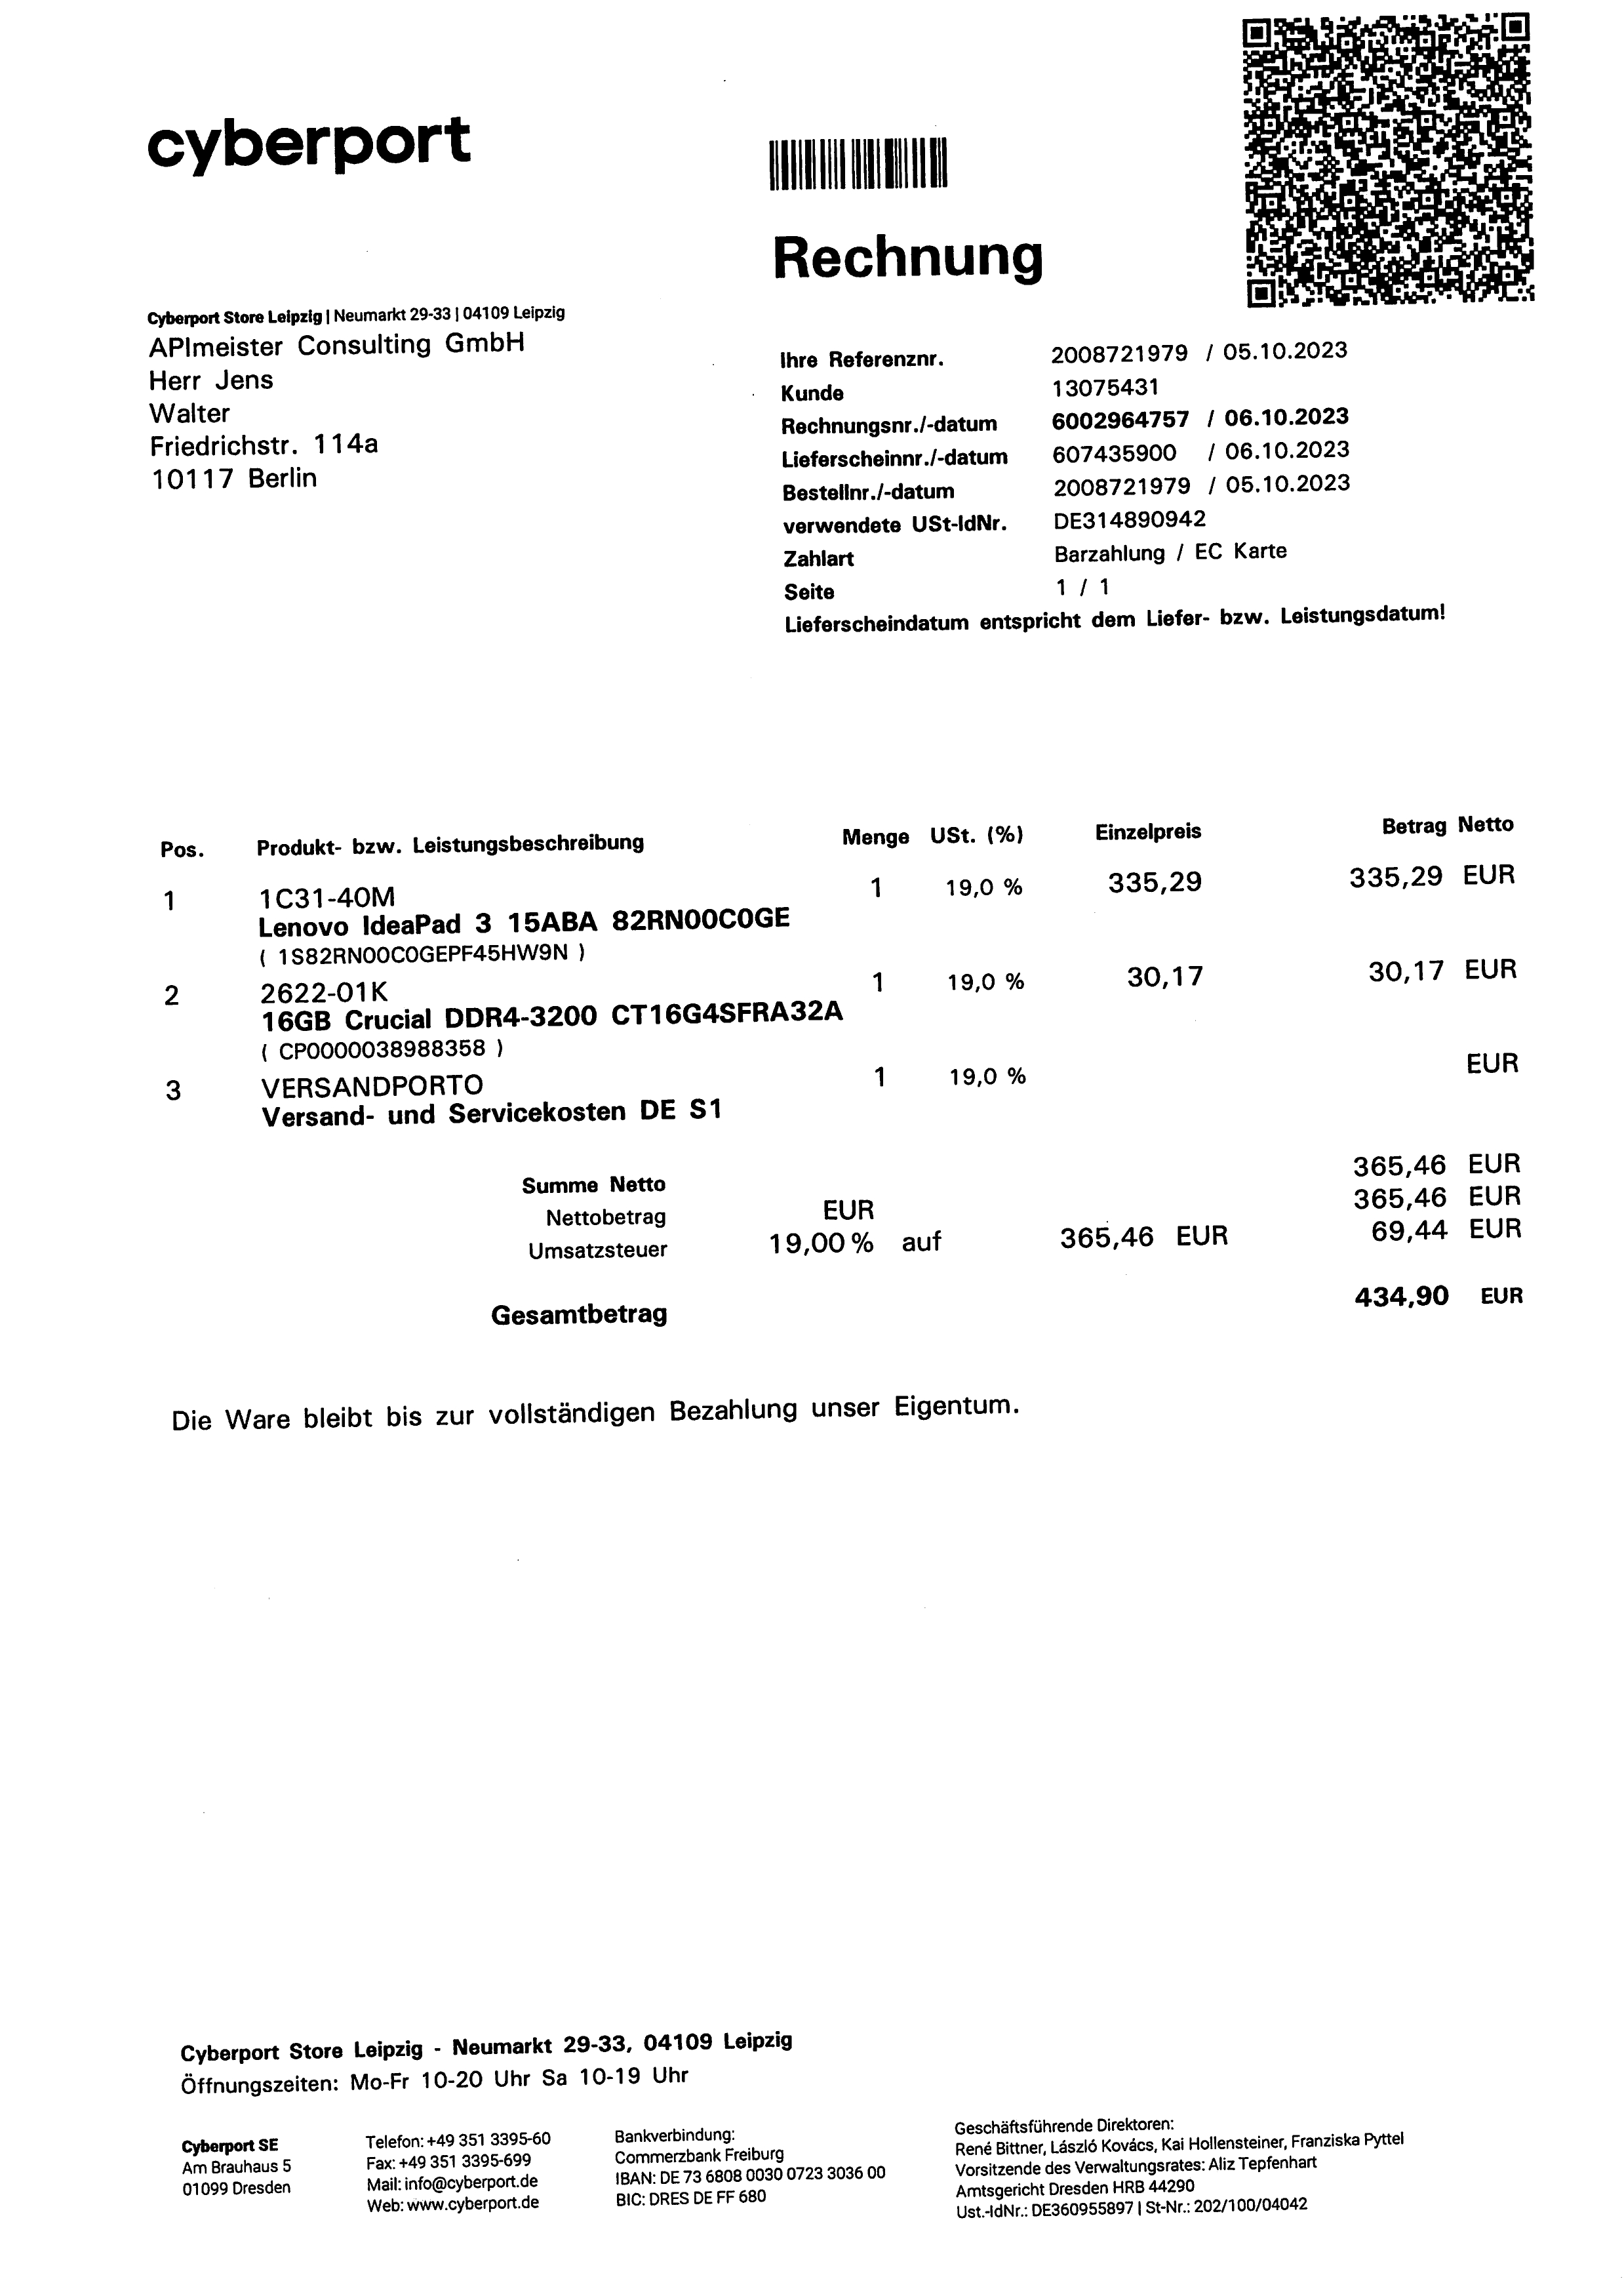 cyberport
Rechnung
Cyberport Store Leipzig | Neumarkt 29-33 | 04109 Leipzig
APImeister Consulting GmbH
Herr Jens
Walter
Friedrichstr. 114a
10117 Berlin
Ihre Referenznr. 2008721979 / 05.10.2023
Kunde 13075431
Rechnungsnr./-datum 6002964757 / 06.10.2023
Lieferscheinnr./-datum 607435900 / 06.10.2023
Bestellnr./-datum 2008721979 / 05.10.2023
verwendete USt-IdNr. DE314890942
Zahlart Barzahlung / EC Karte
Seite 1 / 1
Lieferscheindatum entspricht dem Liefer- bzw. Leistungsdatum!
Pos. Produkt- bzw. Leistungsbeschreibung Menge USt. (%) Einzelpreis Betrag Netto
1 1C31-40M 1 19,0 % 335,29 335,29 EUR
Lenovo IdeaPad 3 15ABA 82RN00C0GE
( 1S82RN00C0GEPF45HW9N )
2 2622-01K 1 19,0 % 30,17 30,17 EUR
16GB Crucial DDR4-3200 CT16G4SFRA32A
( CP0000038988358 )
3 VERSANDPORTO 1 19,0 % EUR
Versand- und Servicekosten DE S1
Summe Netto 365,46 EUR
Nettobetrag EUR 365,46 EUR
Umsatzsteuer 19,00 % auf 365,46 EUR 69,44 EUR
Gesamtbetrag 434,90 EUR
Die Ware bleibt bis zur vollständigen Bezahlung unser Eigentum.
Cyberport Store Leipzig - Neumarkt 29-33, 04109 Leipzig
Öffnungszeiten: Mo-Fr 10-20 Uhr Sa 10-19 Uhr
Cyberport SE
Am Brauhaus 5
01099 Dresden
Telefon: +49 351 3395-60
Fax: +49 351 3395-699
Mail: info@cyberport.de
Web: www.cyberport.de
Bankverbindung:
Commerzbank Freiburg
IBAN: DE 73 6808 0030 0723 3036 00
BIC: DRES DE FF 680
Geschäftsführende Direktoren:
René Bittner, László Kovács, Kai Hollensteiner, Franziska Pyttel
Vorsitzende des Verwaltungsrates: Aliz Tepfenhart
Amtsgericht Dresden HRB 44290
Ust.-IdNr.: DE360955897 | St-Nr.: 202/100/04042